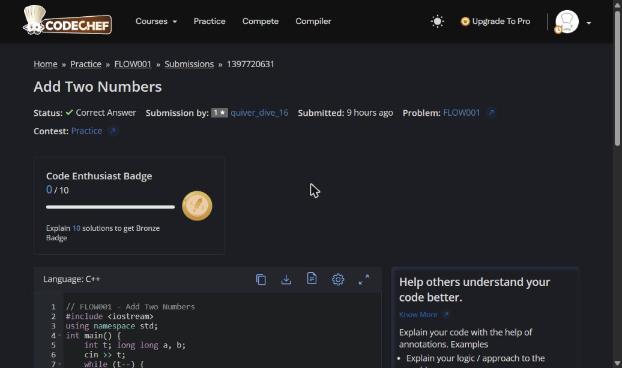 CODECHEF
Courses Practice Compete Compiler Upgrade To Pro
Home » Practice » FLOW001 » Submissions » 1397720631
Add Two Numbers
Status: ✓ Correct Answer Submission by: 1★ quiver_dive_16 Submitted: 9 hours ago Problem: FLOW001
Contest: Practice
Code Enthusiast Badge
0 / 10
Explain 10 solutions to get Bronze
Badge
Language: C++
1 // FLOW001 - Add Two Numbers
2 #include <iostream>
3 using namespace std;
4 int main() {
5 int t; long long a, b;
6 cin >> t;
7 while (t--) {
Help others understand your
code better.
Know More
Explain your code with the help of
annotations. Examples
• Explain your logic / approach to the